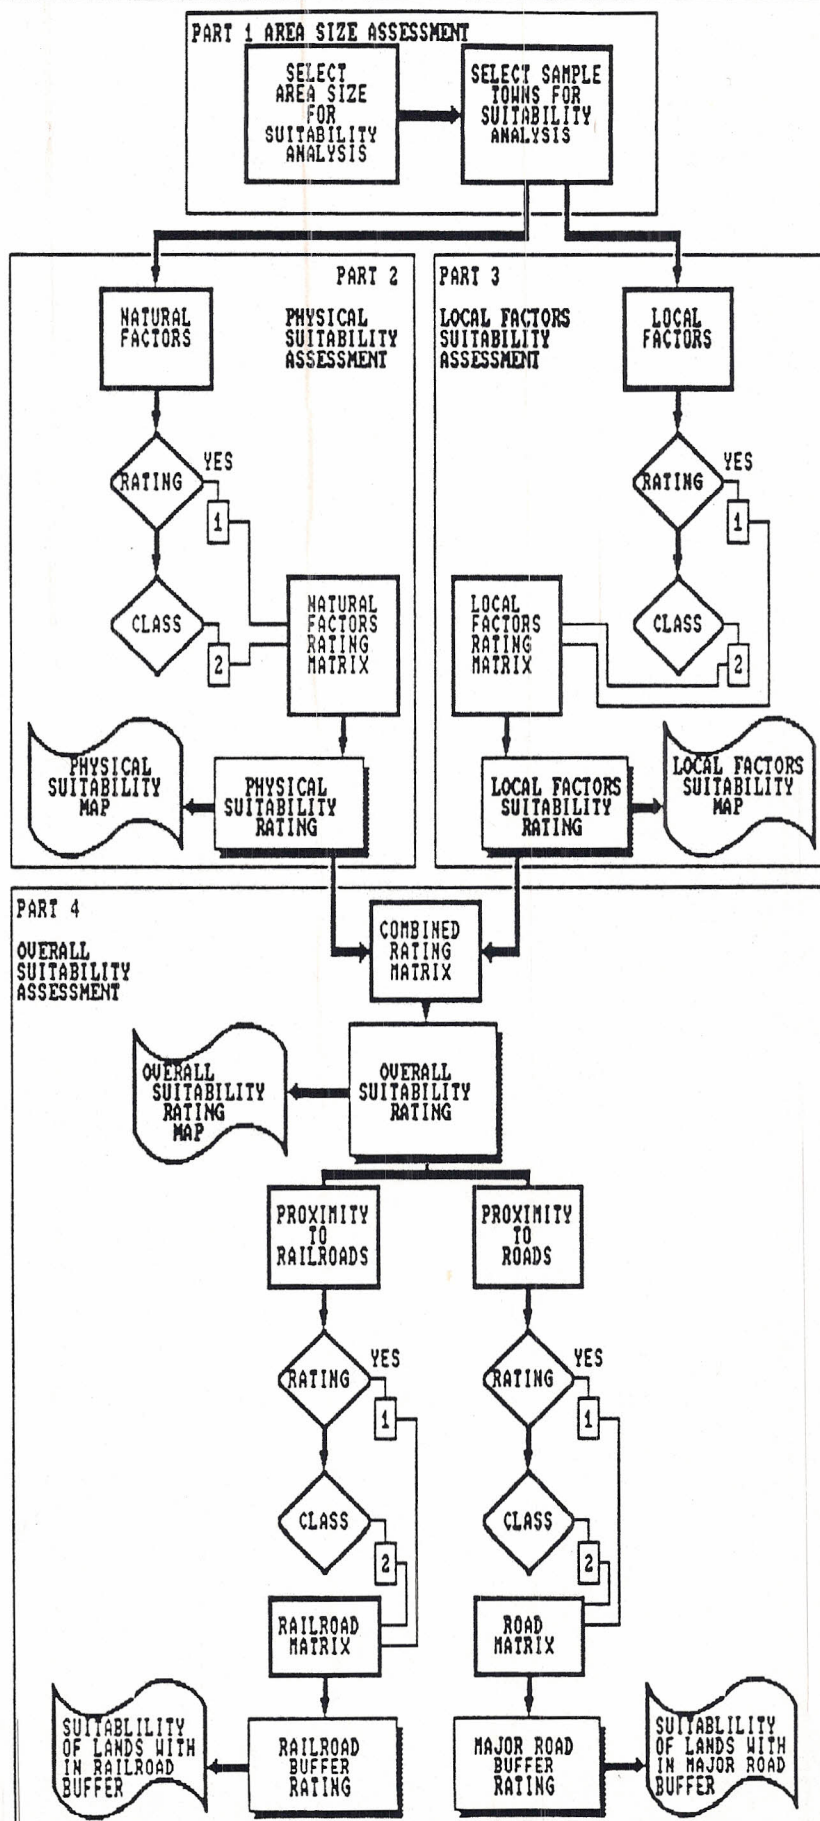 PART 1 AREA SIZE ASSESSMENT
SELECT
AREA SIZE
FOR
SUITABILITY
ANALYSIS
SELECT SAMPLE
TOWNS FOR
SUITABILITY
ANALYSIS
PART 2
PHYSICAL
SUITABILITY
ASSESSMENT
NATURAL
FACTORS
RATING
YES
1
CLASS
2
NATURAL
FACTORS
RATING
MATRIX
PHYSICAL
SUITABILITY
MAP
PHYSICAL
SUITABILITY
RATING
PART 3
LOCAL FACTORS
SUITABILITY
ASSESSMENT
LOCAL
FACTORS
RATING
YES
1
CLASS
2
LOCAL
FACTORS
RATING
MATRIX
LOCAL FACTORS
SUITABILITY
RATING
LOCAL FACTORS
SUITABILITY
MAP
PART 4
OVERALL
SUITABILITY
ASSESSMENT
COMBINED
RATING
MATRIX
OVERALL
SUITABILITY
RATING
MAP
OVERALL
SUITABILITY
RATING
PROXIMITY
TO
RAILROADS
RATING
YES
1
CLASS
2
RAILROAD
MATRIX
SUITABLILITY
OF LANDS WITH
IN RAILROAD
BUFFER
RAILROAD
BUFFER
RATING
PROXIMITY
TO
ROADS
RATING
YES
1
CLASS
2
ROAD
MATRIX
MAJOR ROAD
BUFFER
RATING
SUITABLILITY
OF LANDS WITH
IN MAJOR ROAD
BUFFER